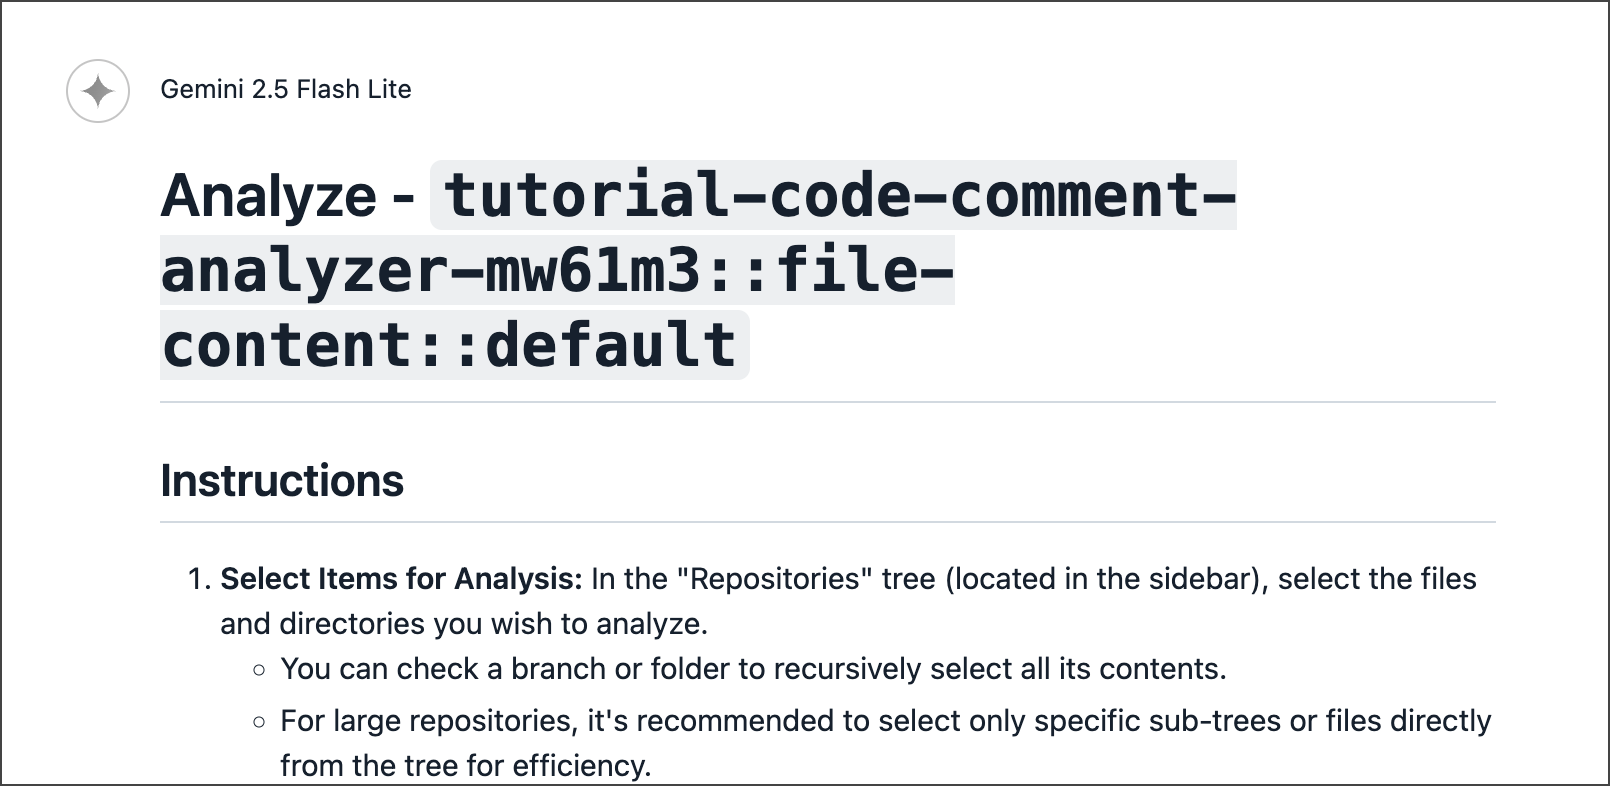 Gemini 2.5 Flash Lite
Analyze - tutorial-code-comment-
analyzer-mw61m3::file-
content::default
Instructions
1. Select Items for Analysis: In the "Repositories" tree (located in the sidebar), select the files
and directories you wish to analyze.
◦ You can check a branch or folder to recursively select all its contents.
◦ For large repositories, it's recommended to select only specific sub-trees or files directly
from the tree for efficiency.